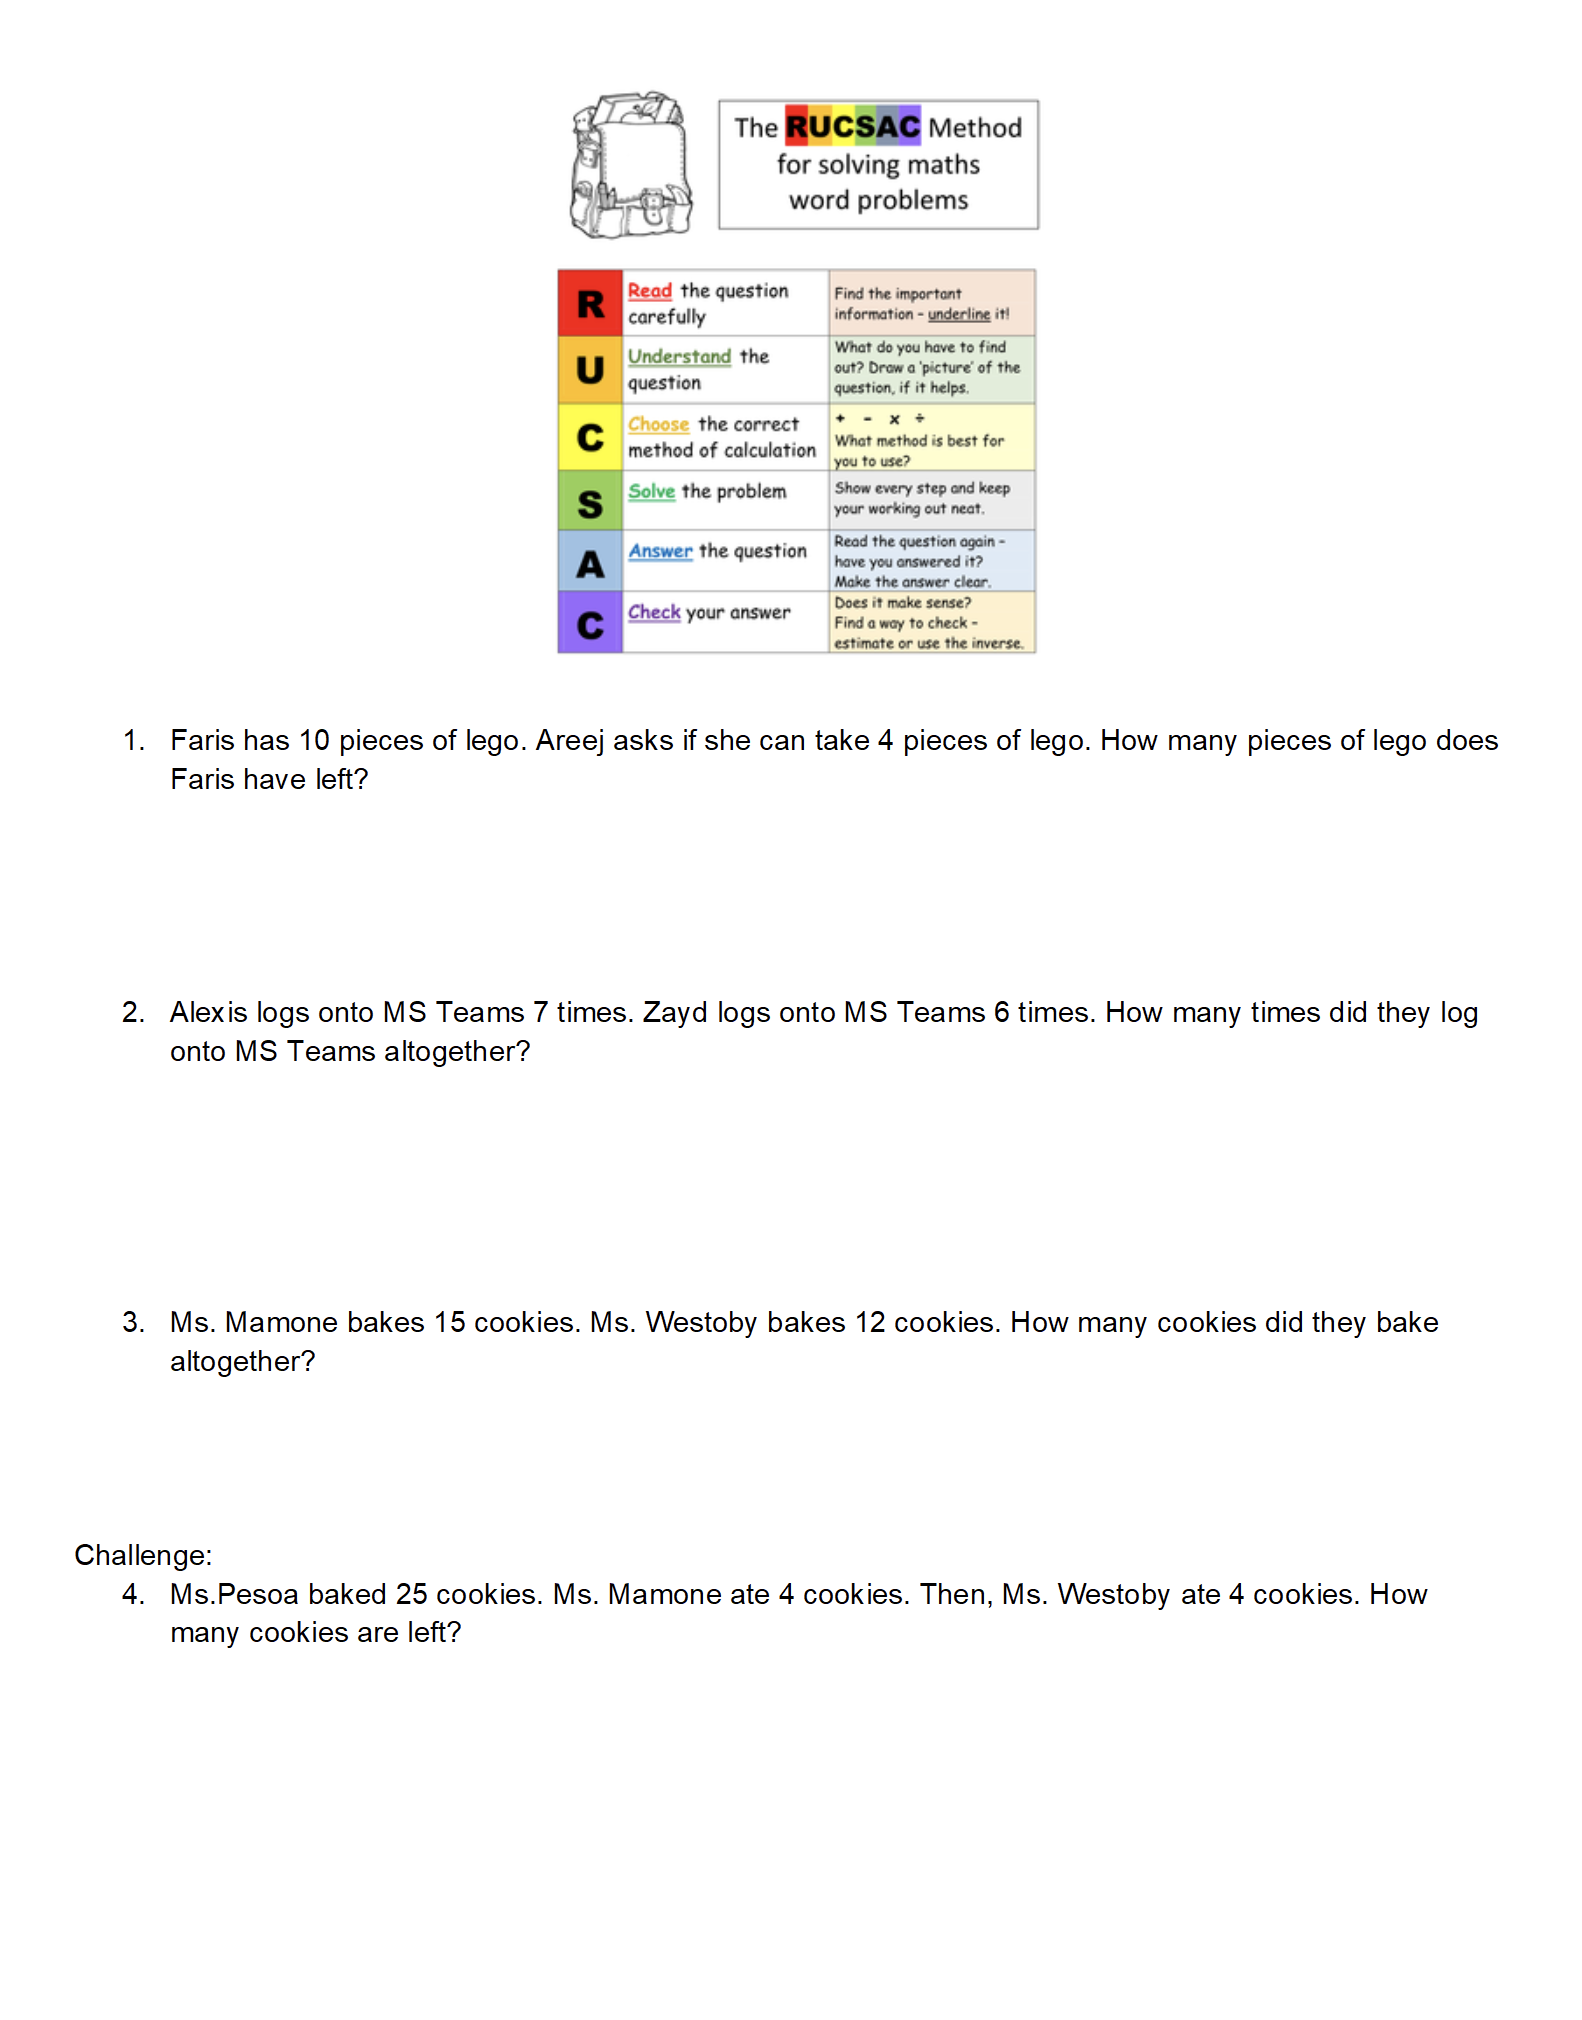 The RUCSAC Method
for solving maths
word problems
R
Read the question
carefully
Find the important
information - underline it!
U
Understand the
question
What do you have to find
out? Draw a 'picture' of the
question, if it helps.
C
Choose the correct
method of calculation
+ - x ÷
What method is best for
you to use?
S
Solve the problem
Show every step and keep
your working out neat.
A
Answer the question
Read the question again -
have you answered it?
Make the answer clear.
C
Check your answer
Does it make sense?
Find a way to check -
estimate or use the inverse.
1. Faris has 10 pieces of lego. Areej asks if she can take 4 pieces of lego. How many pieces of lego does
Faris have left?
2. Alexis logs onto MS Teams 7 times. Zayd logs onto MS Teams 6 times. How many times did they log
onto MS Teams altogether?
3. Ms. Mamone bakes 15 cookies. Ms. Westoby bakes 12 cookies. How many cookies did they bake
altogether?
Challenge:
4. Ms.Pesoa baked 25 cookies. Ms. Mamone ate 4 cookies. Then, Ms. Westoby ate 4 cookies. How
many cookies are left?